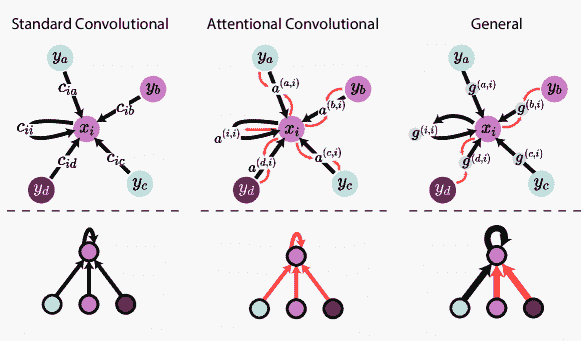 Standard Convolutional
Attentional Convolutional
General
y_a
c_{ia}
y_b
c_{ib}
x_i
c_{ii}
c_{id}
c_{ic}
y_d
y_c
y_a
a^{(a,i)}
y_b
a^{(b,i)}
x_i
a^{(i,i)}
a^{(d,i)}
a^{(c,i)}
y_d
y_c
y_a
g^{(a,i)}
y_b
g^{(b,i)}
x_i
g^{(i,i)}
g^{(d,i)}
g^{(c,i)}
y_d
y_c